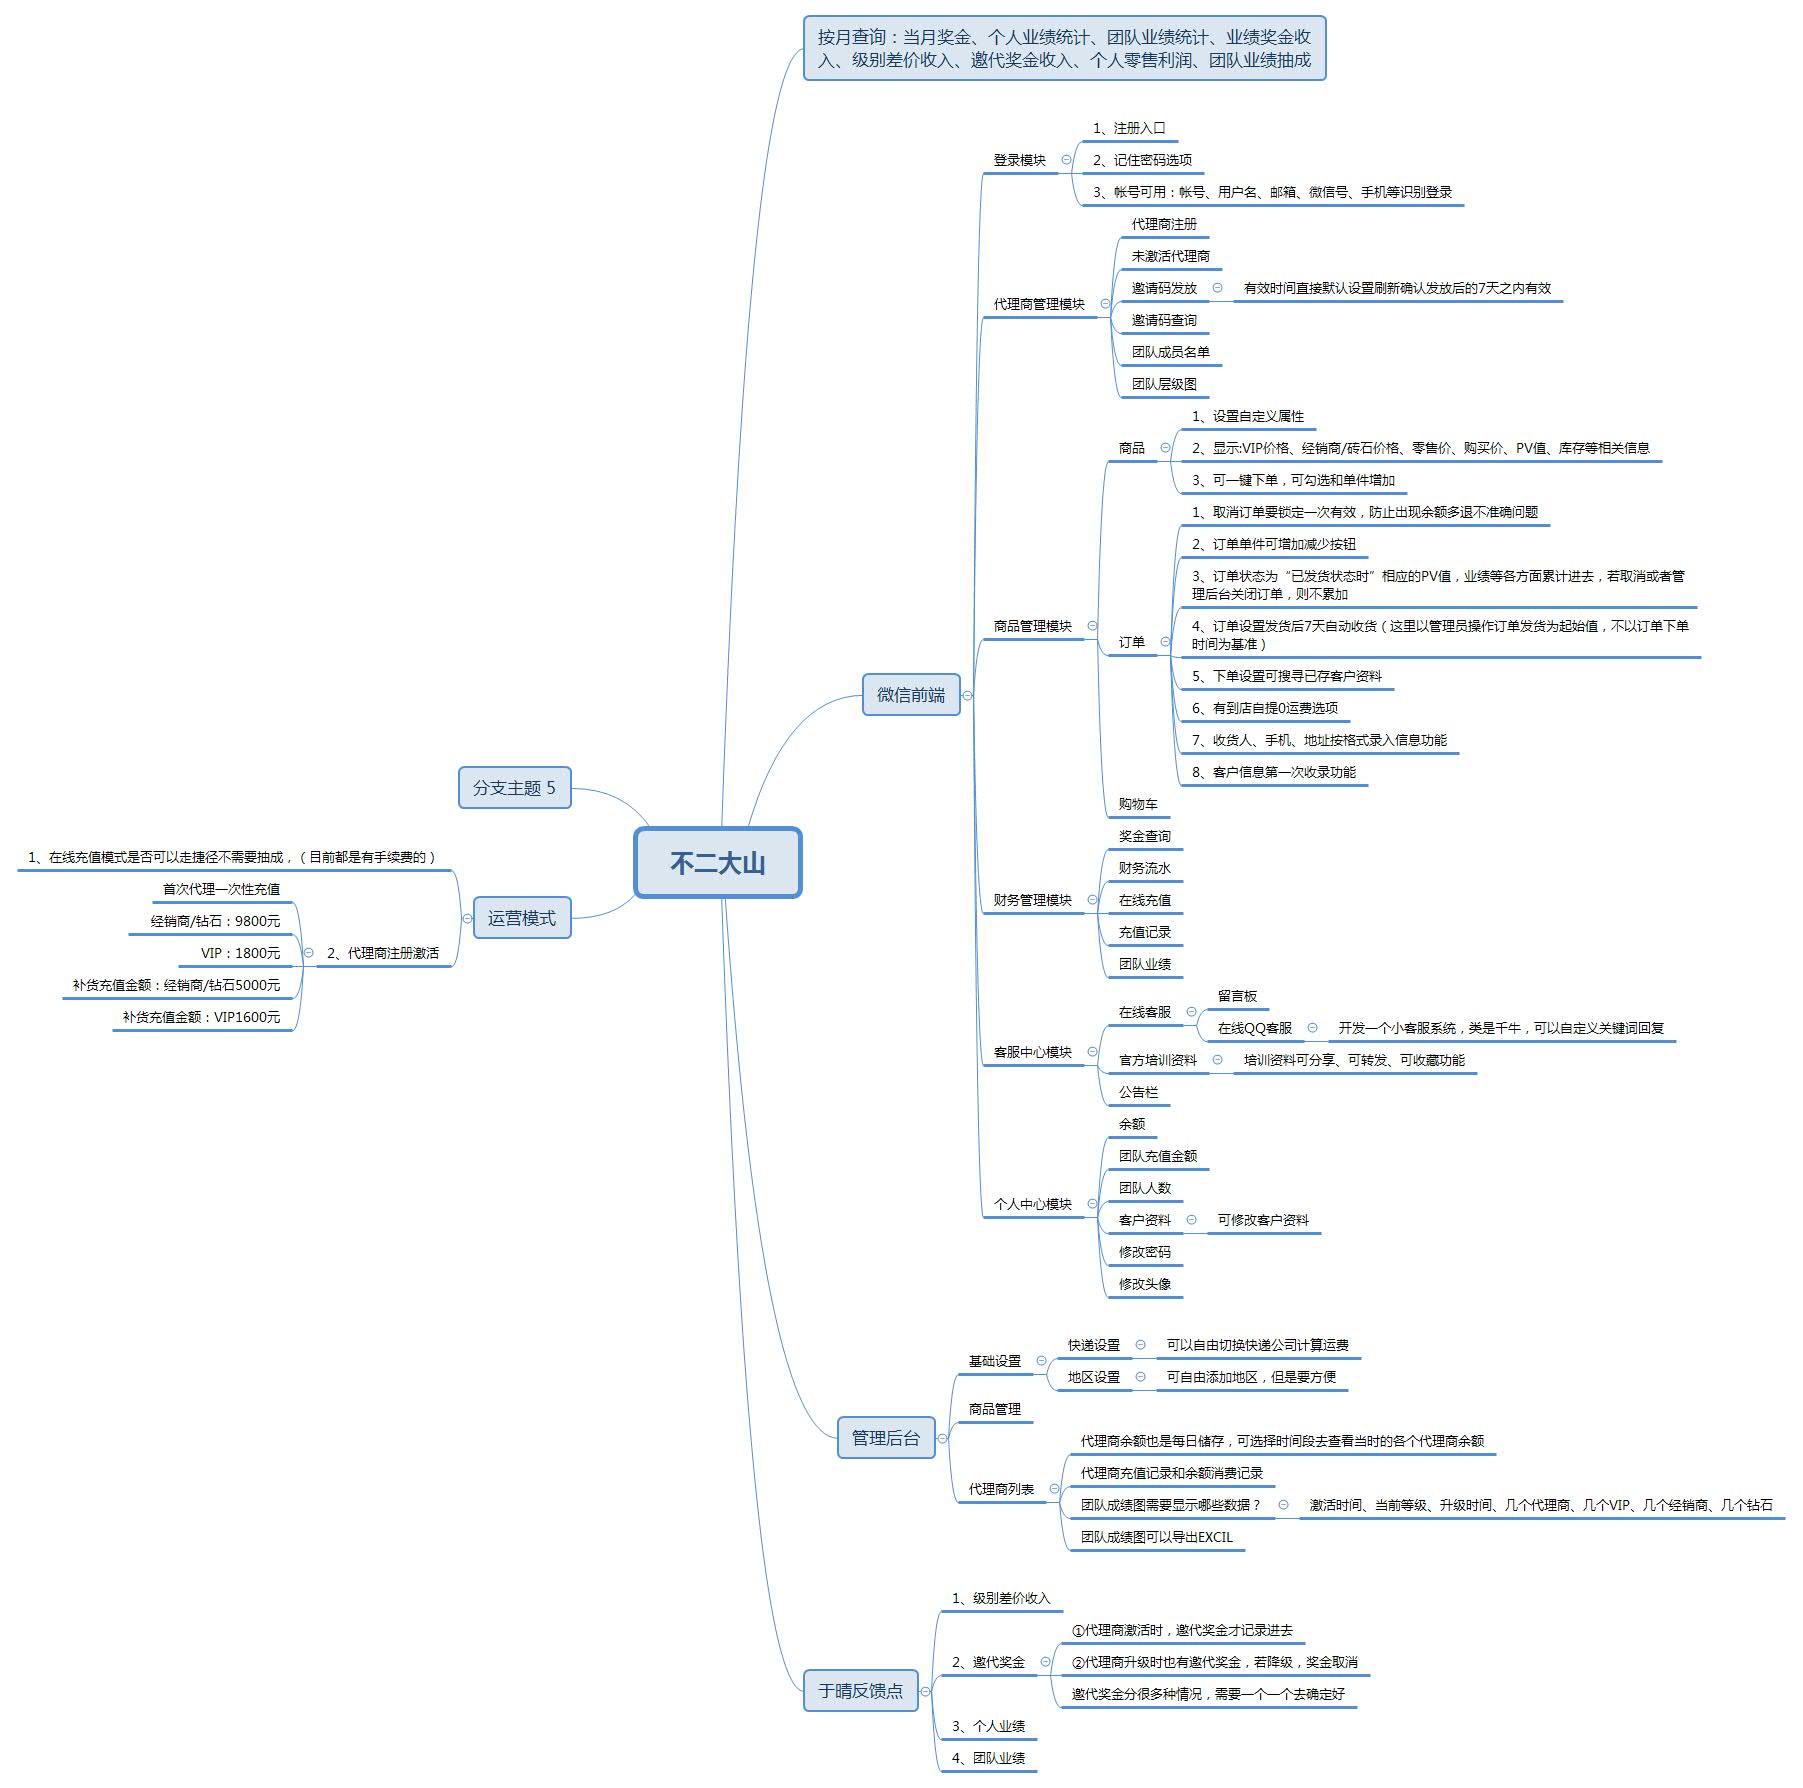 按月查询：当月奖金、个人业绩统计、团队业绩统计、业绩奖金收
入、级别差价收入、邀代奖金收入、个人零售利润、团队业绩抽成
微信前端
登录模块
1、注册入口
2、记住密码选项
3、帐号可用：帐号、用户名、邮箱、微信号、手机等识别登录
代理商管理模块
代理商注册
未激活代理商
邀请码发放
有效时间直接默认设置刷新确认发放后的7天之内有效
邀请码查询
团队成员名单
团队层级图
商品管理模块
商品
1、设置自定义属性
2、显示:VIP价格、经销商/砖石价格、零售价、购买价、PV值、库存等相关信息
3、可一键下单，可勾选和单件增加
订单
1、取消订单要锁定一次有效，防止出现余额多退不准确问题
2、订单单件可增加减少按钮
3、订单状态为“已发货状态时”相应的PV值，业绩等各方面累计进去，若取消或者管
理后台关闭订单，则不累加
4、订单设置发货后7天自动收货（这里以管理员操作订单发货为起始值，不以订单下单
时间为基准）
5、下单设置可搜寻已存客户资料
6、有到店自提0运费选项
7、收货人、手机、地址按格式录入信息功能
8、客户信息第一次收录功能
购物车
财务管理模块
奖金查询
财务流水
在线充值
充值记录
团队业绩
客服中心模块
在线客服
留言板
在线QQ客服
开发一个小客服系统，类是千牛，可以自定义关键词回复
官方培训资料
培训资料可分享、可转发、可收藏功能
公告栏
个人中心模块
余额
团队充值金额
团队人数
客户资料
可修改客户资料
修改密码
修改头像
分支主题 5
不二大山
运营模式
1、在线充值模式是否可以走捷径不需要抽成，（目前都是有手续费的）
2、代理商注册激活
首次代理一次性充值
经销商/钻石：9800元
VIP：1800元
补货充值金额：经销商/钻石5000元
补货充值金额：VIP1600元
管理后台
基础设置
快递设置
可以自由切换快递公司计算运费
地区设置
可自由添加地区，但是要方便
商品管理
代理商列表
代理商余额也是每日储存，可选择时间段去查看当时的各个代理商余额
代理商充值记录和余额消费记录
团队成绩图需要显示哪些数据？
激活时间、当前等级、升级时间、几个代理商、几个VIP、几个经销商、几个钻石
团队成绩图可以导出EXCIL
于晴反馈点
1、级别差价收入
2、邀代奖金
①代理商激活时，邀代奖金才记录进去
②代理商升级时也有邀代奖金，若降级，奖金取消
邀代奖金分很多种情况，需要一个一个去确定好
3、个人业绩
4、团队业绩